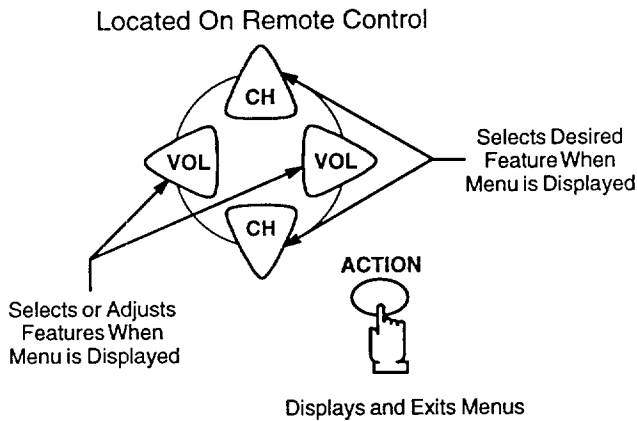 Located On Remote Control
CH
VOL
VOL
CH
Selects Desired
Feature When
Menu is Displayed
ACTION
Selects or Adjusts
Features When
Menu is Displayed
Displays and Exits Menus